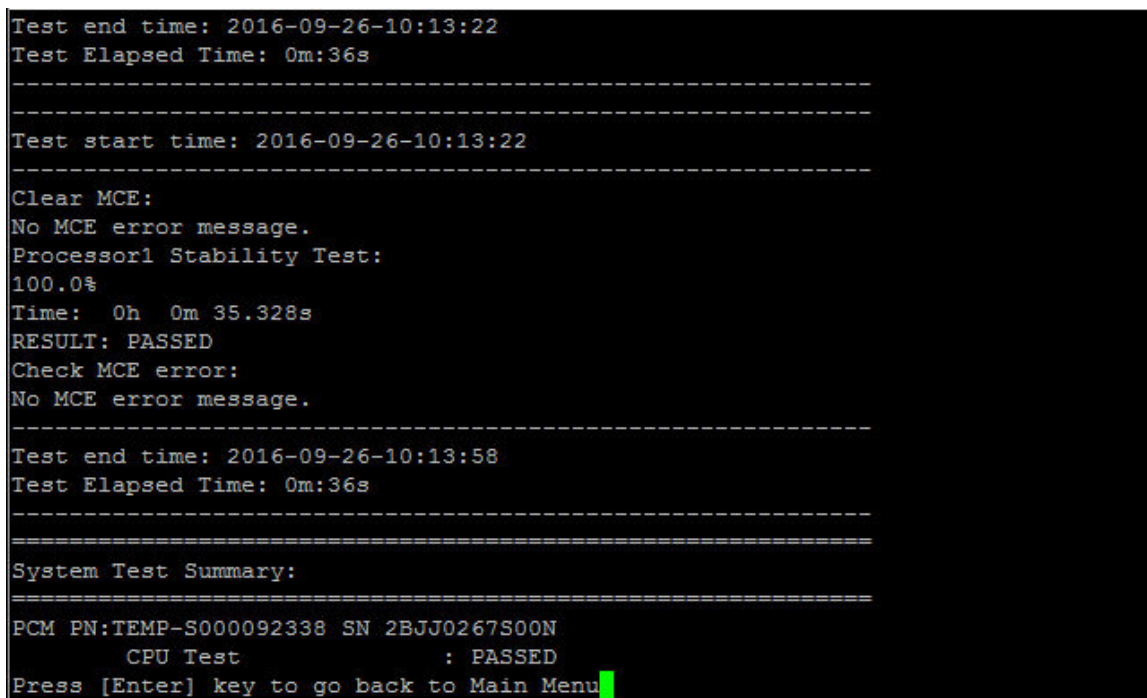 Test end time: 2016-09-26-10:13:22
Test Elapsed Time: 0m:36s
------------------------------------------------------------
------------------------------------------------------------
Test start time: 2016-09-26-10:13:22
------------------------------------------------------------
Clear MCE:
No MCE error message.
Processor1 Stability Test:
100.0%
Time:  0h  0m 35.328s
RESULT: PASSED
Check MCE error:
No MCE error message.
------------------------------------------------------------
Test end time: 2016-09-26-10:13:58
Test Elapsed Time: 0m:36s
------------------------------------------------------------
============================================================
System Test Summary:
============================================================
PCM PN:TEMP-S000092338 SN 2BJJ0267S00N
        CPU Test              : PASSED
Press [Enter] key to go back to Main Menu